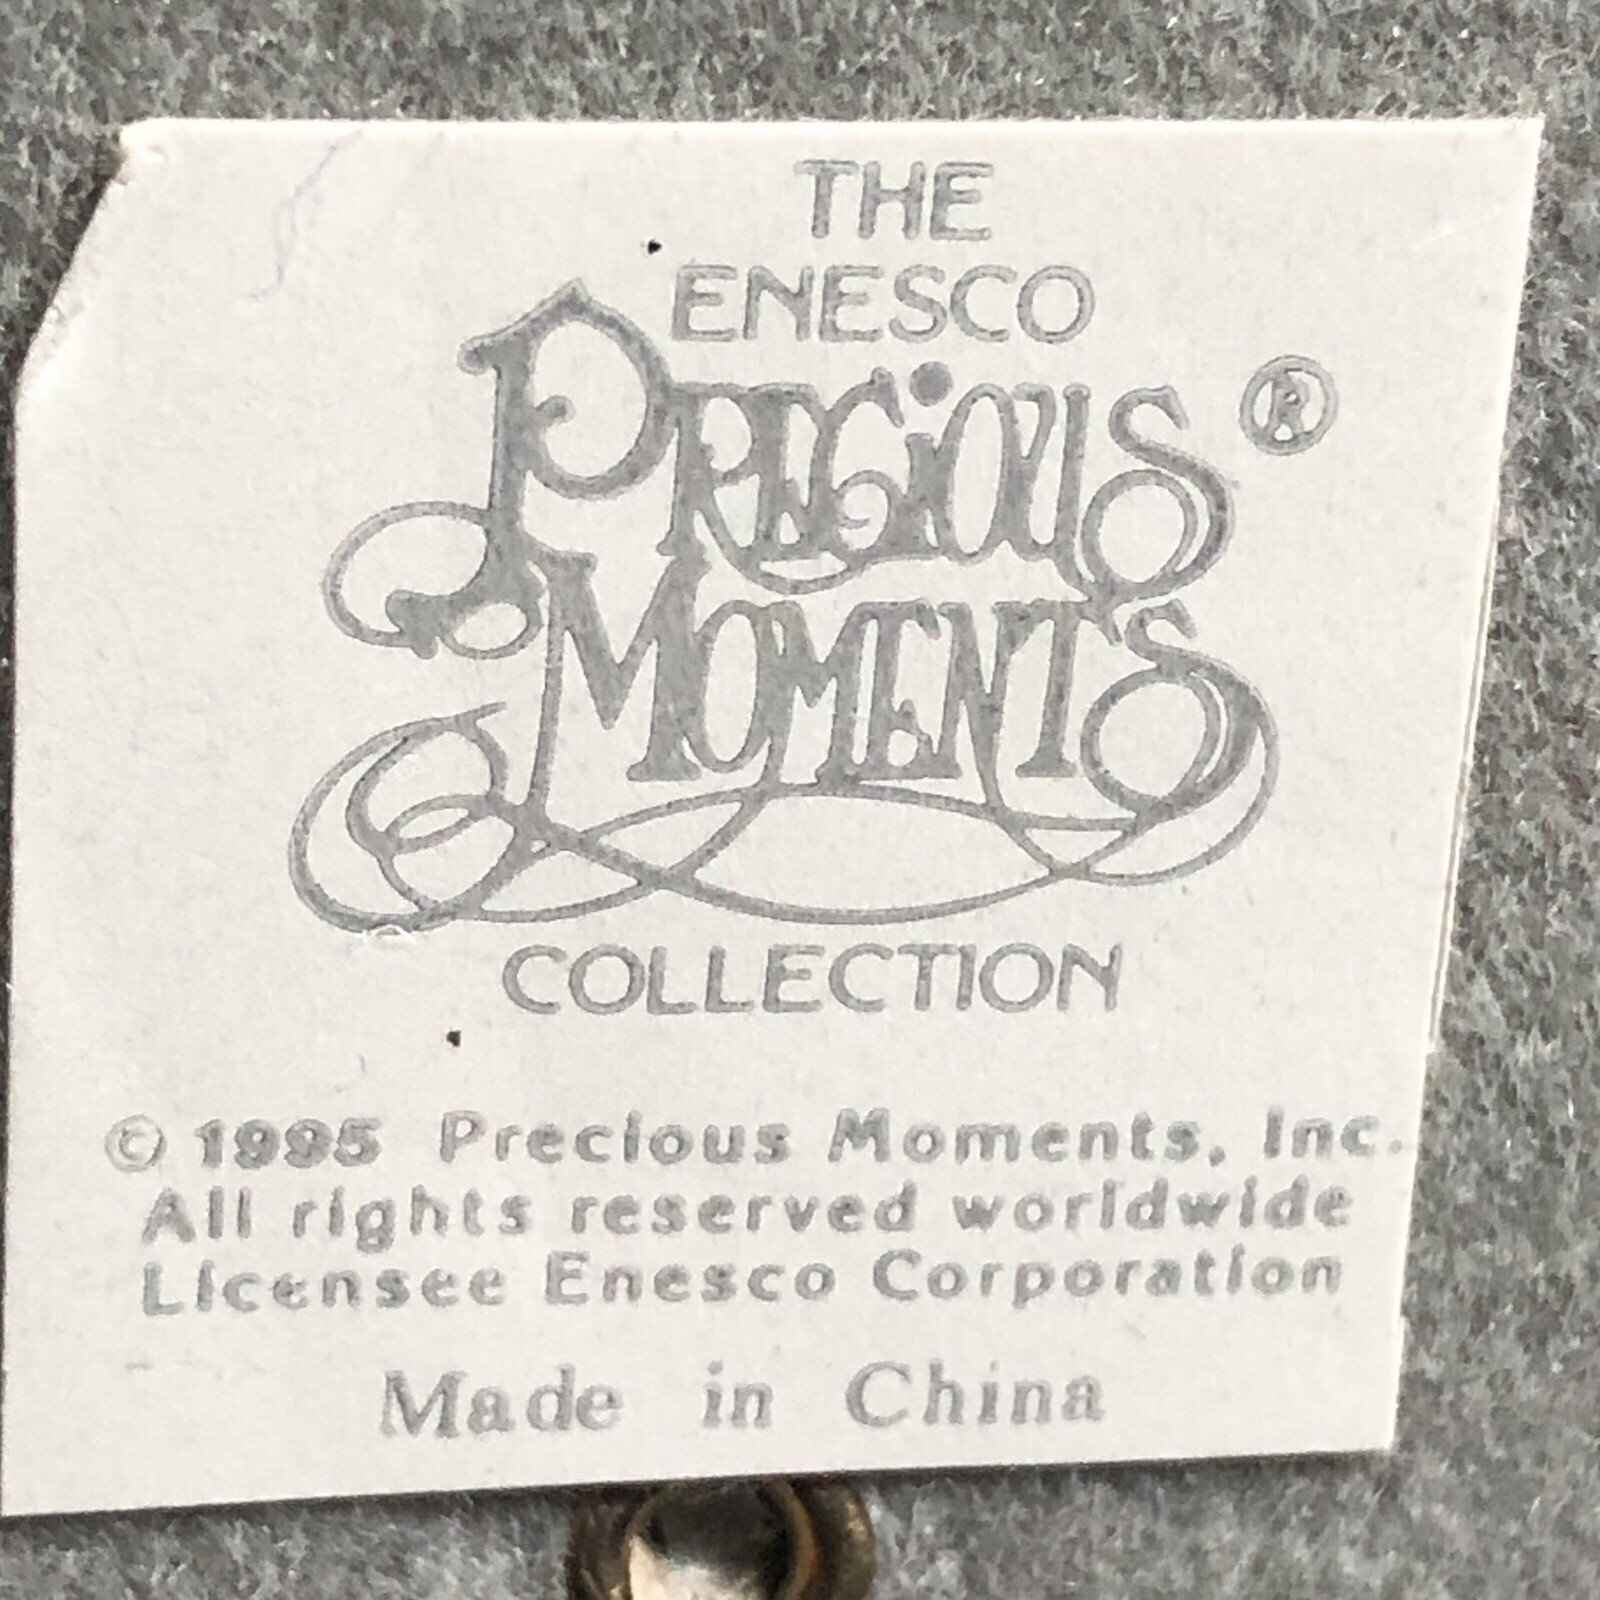 THE
ENESCO
PRECiOUS ®
MOMENTS
COLLECTION
© 1995 Precious Moments, Inc.
All rights reserved worldwide
Licensee Enesco Corporation
Made in China